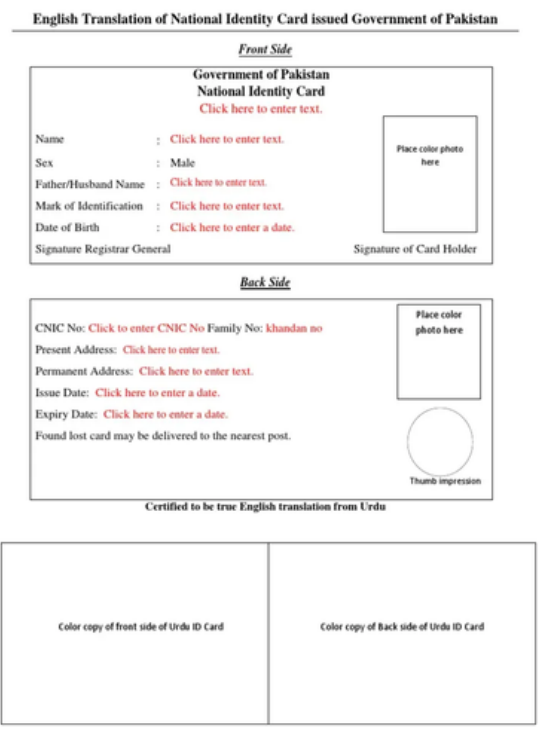 English Translation of National Identity Card issued Government of Pakistan
Front Side
Government of Pakistan
National Identity Card
Click here to enter text.
Name : Click here to enter text.
Place color photo
here
Sex : Male
Father/Husband Name : Click here to enter text.
Mark of Identification : Click here to enter text.
Date of Birth : Click here to enter a date.
Signature Registrar General Signature of Card Holder
Back Side
Place color
photo here
CNIC No: Click to enter CNIC No Family No: khandan no
Present Address: Click here to enter text.
Permanent Address: Click here to enter text.
Issue Date: Click here to enter a date.
Expiry Date: Click here to enter a date.
Found lost card may be delivered to the nearest post.
Thumb impression
Certified to be true English translation from Urdu
Color copy of front side of Urdu ID Card
Color copy of Back side of Urdu ID Card